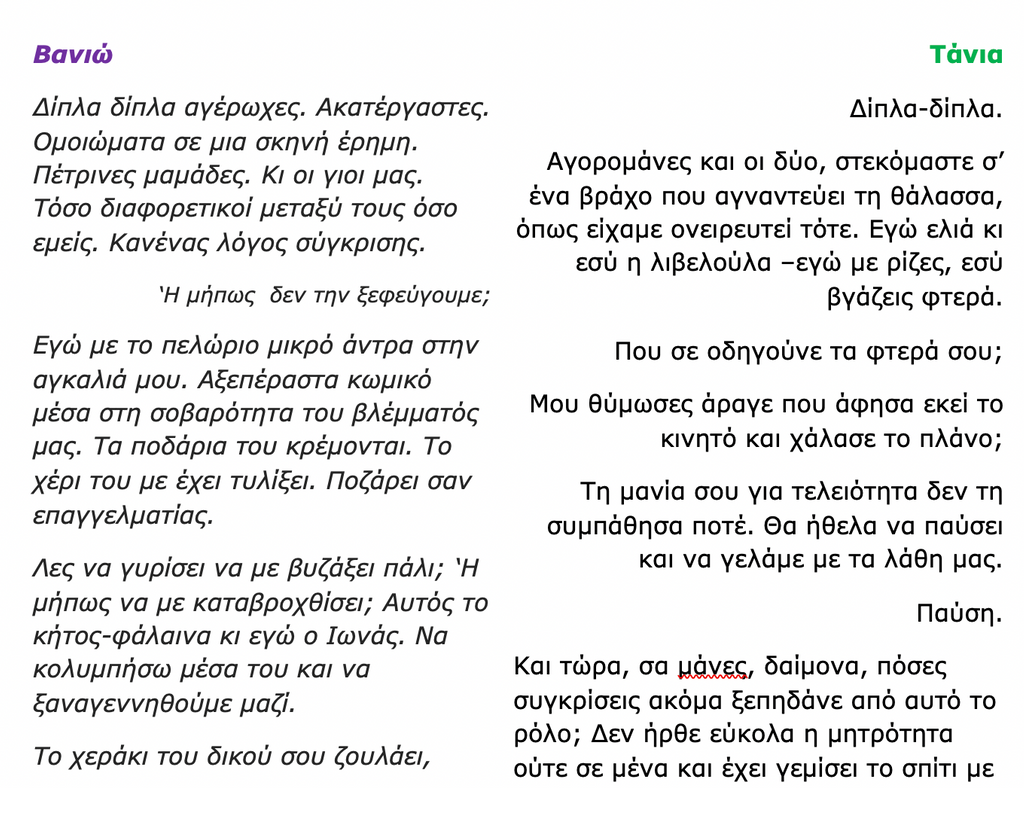 Βανιώ
Δίπλα δίπλα αγέρωχες. Ακατέργαστες.
Ομοιώματα σε μια σκηνή έρημη.
Πέτρινες μαμάδες. Κι οι γιοι μας.
Τόσο διαφορετικοί μεταξύ τους όσο
εμείς. Κανένας λόγος σύγκρισης.
‘Η μήπως  δεν την ξεφεύγουμε;
Εγώ με το πελώριο μικρό άντρα στην
αγκαλιά μου. Αξεπέραστα κωμικό
μέσα στη σοβαρότητα του βλέμματός
μας. Τα ποδάρια του κρέμονται. Το
χέρι του με έχει τυλίξει. Ποζάρει σαν
επαγγελματίας.
Λες να γυρίσει να με βυζάξει πάλι; ‘Η
μήπως να με καταβροχθίσει; Αυτός το
κήτος-φάλαινα κι εγώ ο Ιωνάς. Να
κολυμπήσω μέσα του και να
ξαναγεννηθούμε μαζί.
Το χεράκι του δικού σου ζουλάει,
Τάνια
Δίπλα-δίπλα.
Αγορομάνες και οι δύο, στεκόμαστε σ’
ένα βράχο που αγναντεύει τη θάλασσα,
όπως είχαμε ονειρευτεί τότε. Εγώ ελιά κι
εσύ η λιβελούλα –εγώ με ρίζες, εσύ
βγάζεις φτερά.
Που σε οδηγούνε τα φτερά σου;
Μου θύμωσες άραγε που άφησα εκεί το
κινητό και χάλασε το πλάνο;
Τη μανία σου για τελειότητα δεν τη
συμπάθησα ποτέ. Θα ήθελα να παύσει
και να γελάμε με τα λάθη μας.
Παύση.
Και τώρα, σα μάνες, δαίμονα, πόσες
συγκρίσεις ακόμα ξεπηδάνε από αυτό το
ρόλο; Δεν ήρθε εύκολα η μητρότητα
ούτε σε μένα και έχει γεμίσει το σπίτι με